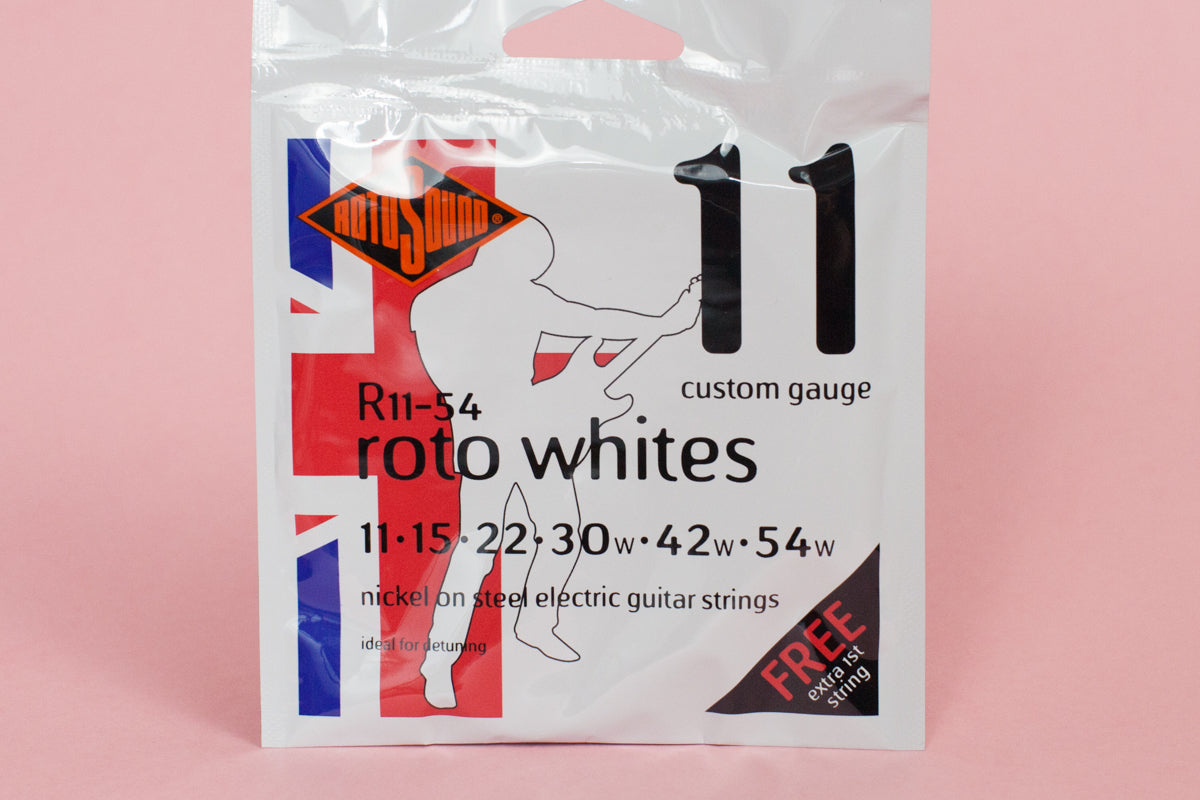 ROTOSOUND®
11
custom gauge
R11-54
roto whites
11·15·22·30w·42w·54w
nickel on steel electric guitar strings
ideal for detuning
FREE
extra 1st
string